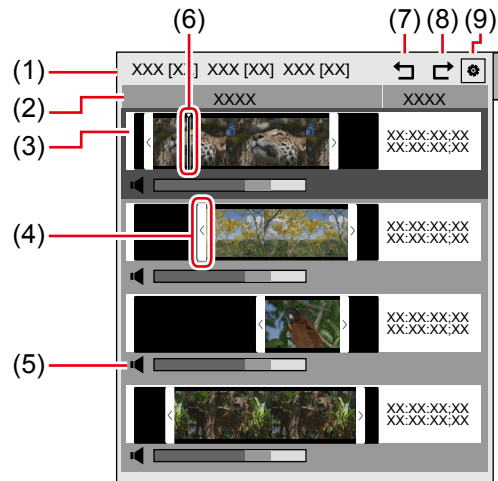 (6) (7) (8) (9)
(1) XXX [XX] XXX [XX] XXX [XX]
(2) XXXX XXXX
(3) XX:XX:XX;XX
XX:XX:XX;XX
(4) XX:XX:XX;XX
XX:XX:XX;XX
XX:XX:XX;XX
XX:XX:XX;XX
(5)
XX:XX:XX;XX
XX:XX:XX;XX